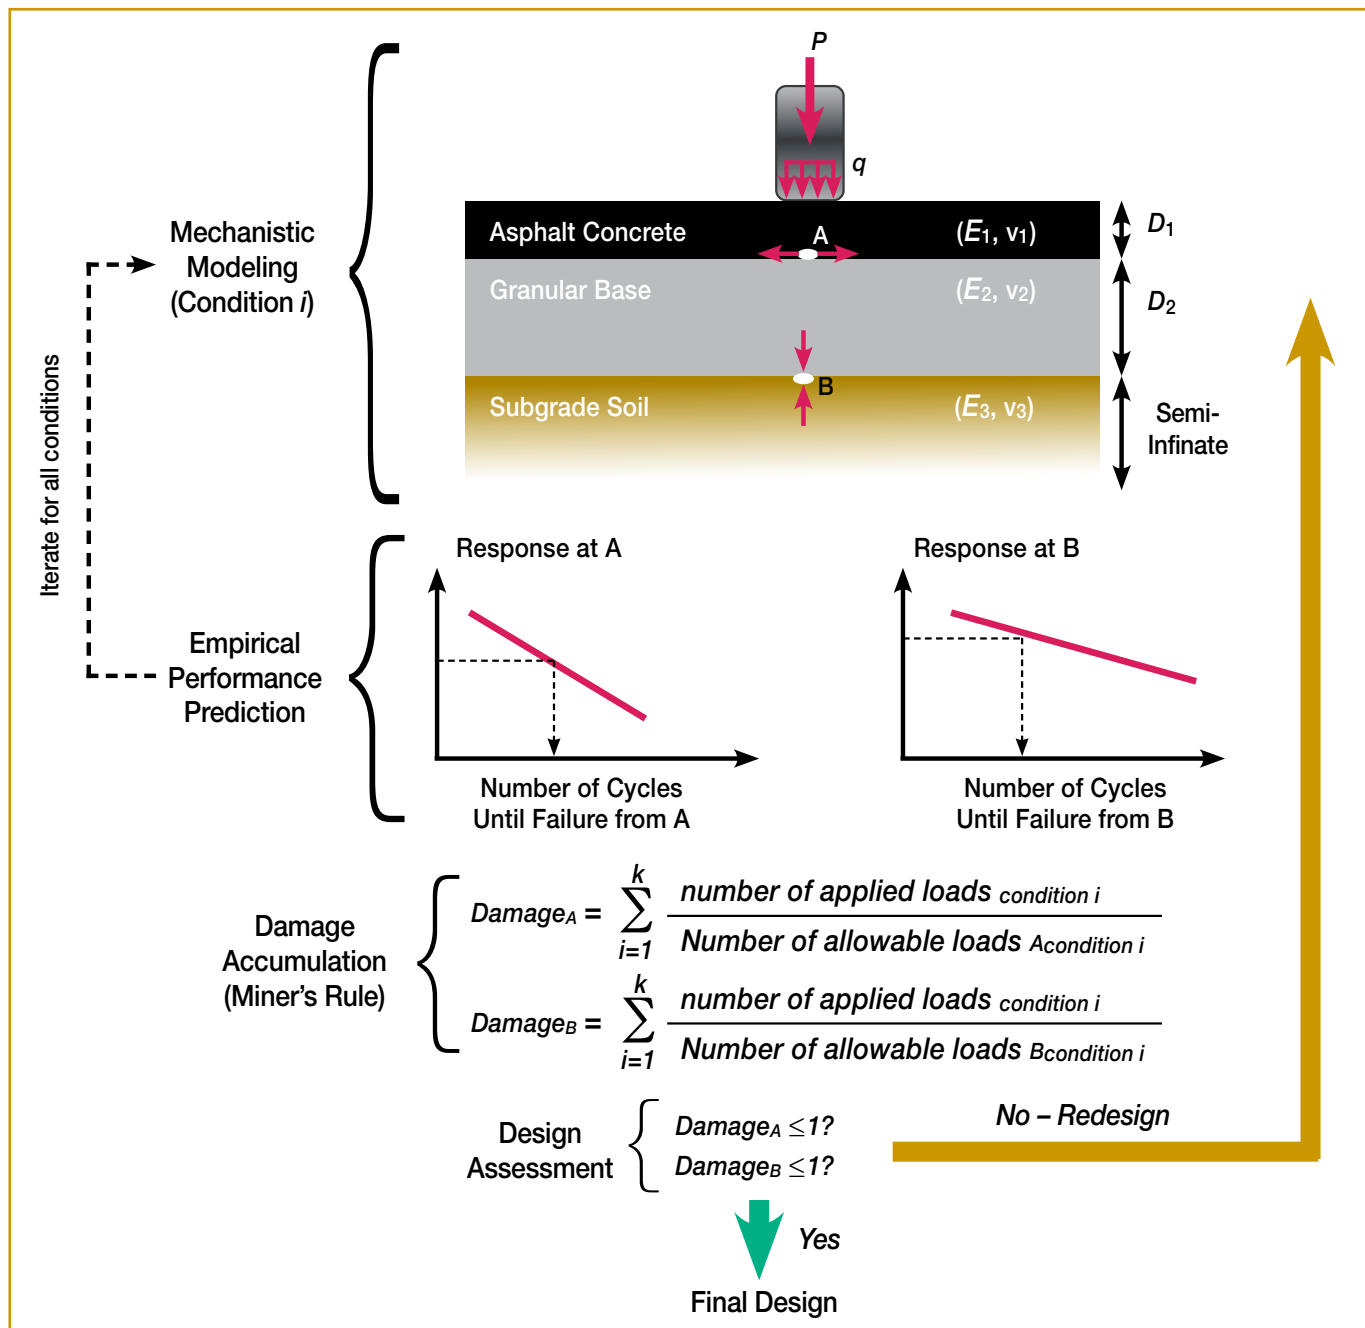 P
q
Asphalt Concrete
A
(E1, v1)
D1
Mechanistic
Modeling
(Condition i)
Granular Base
(E2, v2)
D2
B
Subgrade Soil
(E3, v3)
Semi-
Infinate
Iterate for all conditions
Response at A
Response at B
Empirical
Performance
Prediction
Number of Cycles
Until Failure from A
Number of Cycles
Until Failure from B
Damage
Accumulation
(Miner's Rule)
DamageA = k ∑ i=1 number of applied loads condition i
Number of allowable loads Acondition i
DamageB = k ∑ i=1 number of applied loads condition i
Number of allowable loads Bcondition i
Design
Assessment
DamageA ≤1?
DamageB ≤1?
No – Redesign
Yes
Final Design